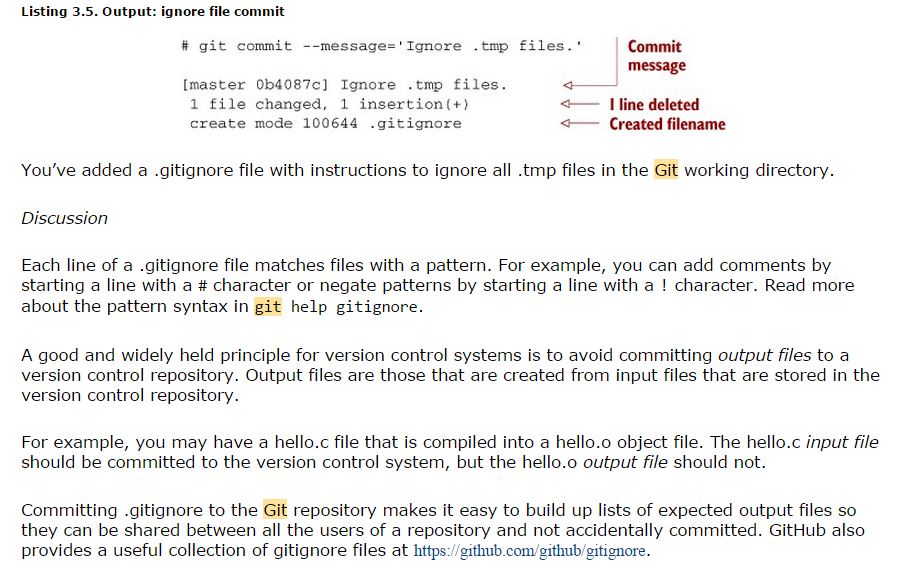 Listing 3.5. Output: ignore file commit
# git commit --message='Ignore .tmp files.'
Commit
message
[master 0b4087c] Ignore .tmp files.
1 file changed, 1 insertion(+)
1 line deleted
create mode 100644 .gitignore
Created filename
You've added a .gitignore file with instructions to ignore all .tmp files in the Git working directory.
Discussion
Each line of a .gitignore file matches files with a pattern. For example, you can add comments by
starting a line with a # character or negate patterns by starting a line with a ! character. Read more
about the pattern syntax in git help gitignore.
A good and widely held principle for version control systems is to avoid committing output files to a
version control repository. Output files are those that are created from input files that are stored in the
version control repository.
For example, you may have a hello.c file that is compiled into a hello.o object file. The hello.c input file
should be committed to the version control system, but the hello.o output file should not.
Committing .gitignore to the Git repository makes it easy to build up lists of expected output files so
they can be shared between all the users of a repository and not accidentally committed. GitHub also
provides a useful collection of gitignore files at https://github.com/github/gitignore.